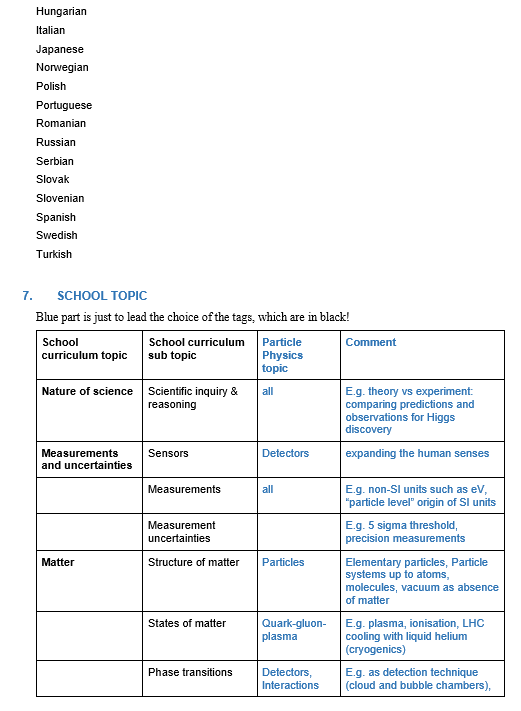 Hungarian
Italian
Japanese
Norwegian
Polish
Portuguese
Romanian
Russian
Serbian
Slovak
Slovenian
Spanish
Swedish
Turkish
7. SCHOOL TOPIC
Blue part is just to lead the choice of the tags, which are in black!
School
curriculum topic
School curriculum
sub topic
Particle
Physics
topic
Comment
Nature of science
Scientific inquiry &
reasoning
all
E.g. theory vs experiment:
comparing predictions and
observations for Higgs
discovery
Measurements
and uncertainties
Sensors
Detectors
expanding the human senses
Measurements
all
E.g. non-SI units such as eV,
“particle level” origin of SI units
Measurement
uncertainties
E.g. 5 sigma threshold,
precision measurements
Matter
Structure of matter
Particles
Elementary particles, Particle
systems up to atoms,
molecules, vacuum as absence
of matter
States of matter
Quark-gluon-
plasma
E.g. plasma, ionisation, LHC
cooling with liquid helium
(cryogenics)
Phase transitions
Detectors,
Interactions
E.g. as detection technique
(cloud and bubble chambers),